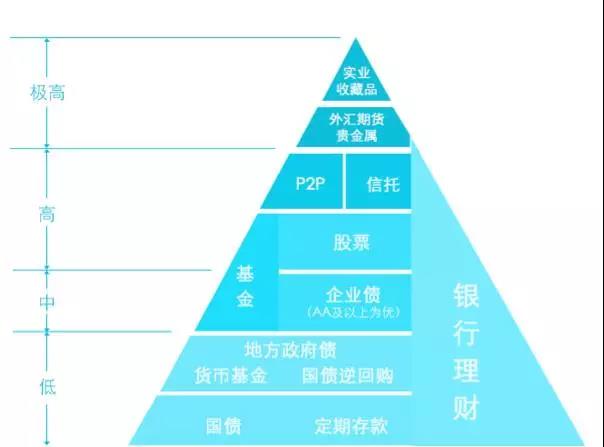 极高
实业
收藏品
外汇期货
贵金属
高
P2P
信托
股票
基金
中
企业债
(AA及以上为优)
地方政府债
货币基金
国债逆回购
低
国债
定期存款
银行理财